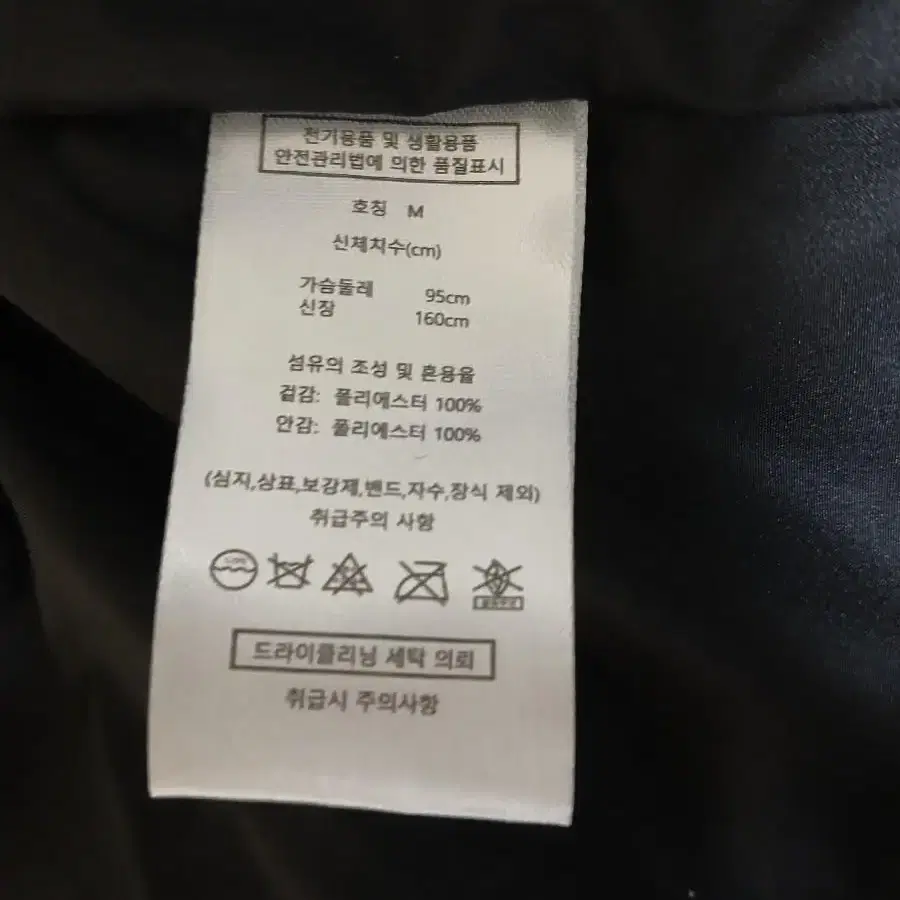 전기용품 및 생활용품
안전관리법에 의한 품질표시
호칭 M
신체치수(cm)
가슴둘레 95cm
신장 160cm
섬유의 조성 및 혼용율
겉감: 폴리에스터 100%
안감: 폴리에스터 100%
(심지,상표,보강제,밴드,자수,장식 제외)
취급주의 사항
드라이클리닝 세탁 의뢰
취급시 주의사항